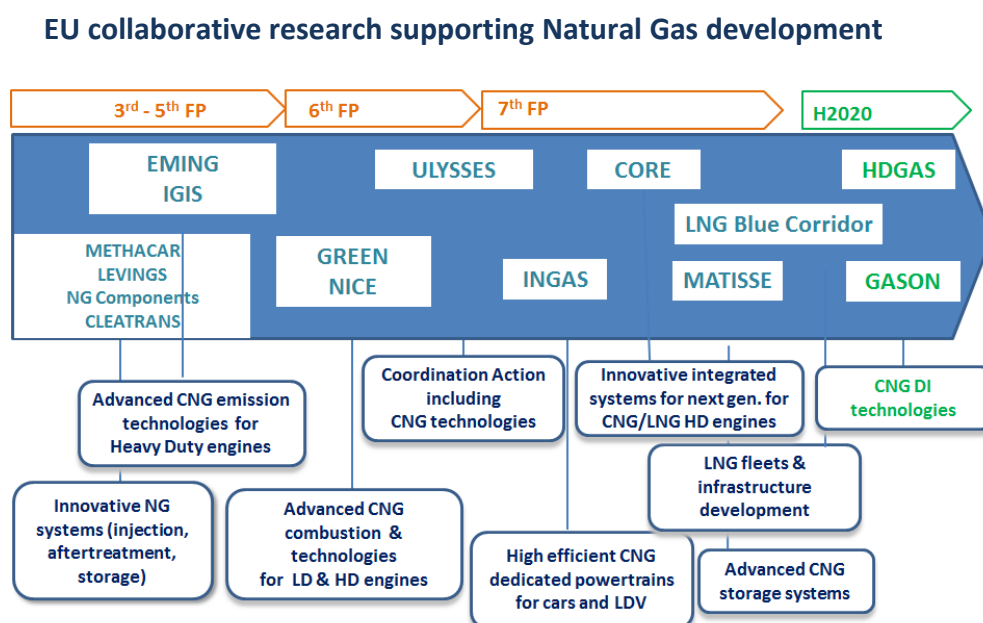 EU collaborative research supporting Natural Gas development
3rd - 5th FP
6th FP
7th FP
H2020
EMING
IGIS
ULYSSES
CORE
HDGAS
LNG Blue Corridor
METHACAR
LEVINGS
NG Components
CLEATRANS
GREEN
NICE
INGAS
MATISSE
GASON
Advanced CNG emission
technologies for
Heavy Duty engines
Coordination Action
including
CNG technologies
Innovative integrated
systems for next gen. for
CNG/LNG HD engines
CNG DI
technologies
Innovative NG
systems (injection,
aftertreatment,
storage)
Advanced CNG
combustion &
technologies
for LD & HD engines
LNG fleets &
infrastructure
development
High efficient CNG
dedicated powertrains
for cars and LDV
Advanced CNG
storage systems